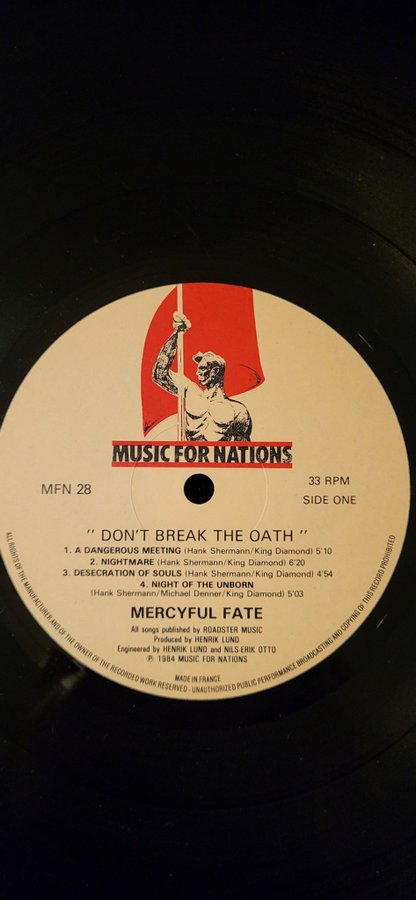 MUSIC FOR NATIONS
MFN 28
33 RPM
SIDE ONE
" DON'T BREAK THE OATH "
1. A DANGEROUS MEETING (Hank Shermann/King Diamond) 5'10
2. NIGHTMARE (Hank Shermann/King Diamond) 6'20
3. DESECRATION OF SOULS (Hank Shermann/King Diamond) 4'54
4. NIGHT OF THE UNBORN
(Hank Shermann/Michael Denner/King Diamond) 5'03
MERCYFUL FATE
All songs published by ROADSTER MUSIC
Produced by HENRIK LUND
Engineered by HENRIK LUND and NILS-ERIK OTTO
℗ 1984 MUSIC FOR NATIONS
MADE IN FRANCE
ALL RIGHTS OF THE MANUFACTURER AND OF THE OWNER OF THE RECORDED WORK RESERVED - UNAUTHORIZED PUBLIC PERFORMANCE BROADCASTING AND COPYING OF THIS RECORD PROHIBITED